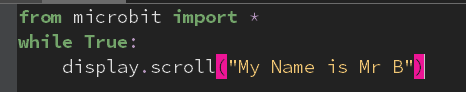 from microbit import *
while True:
    display.scroll("My Name is Mr B")